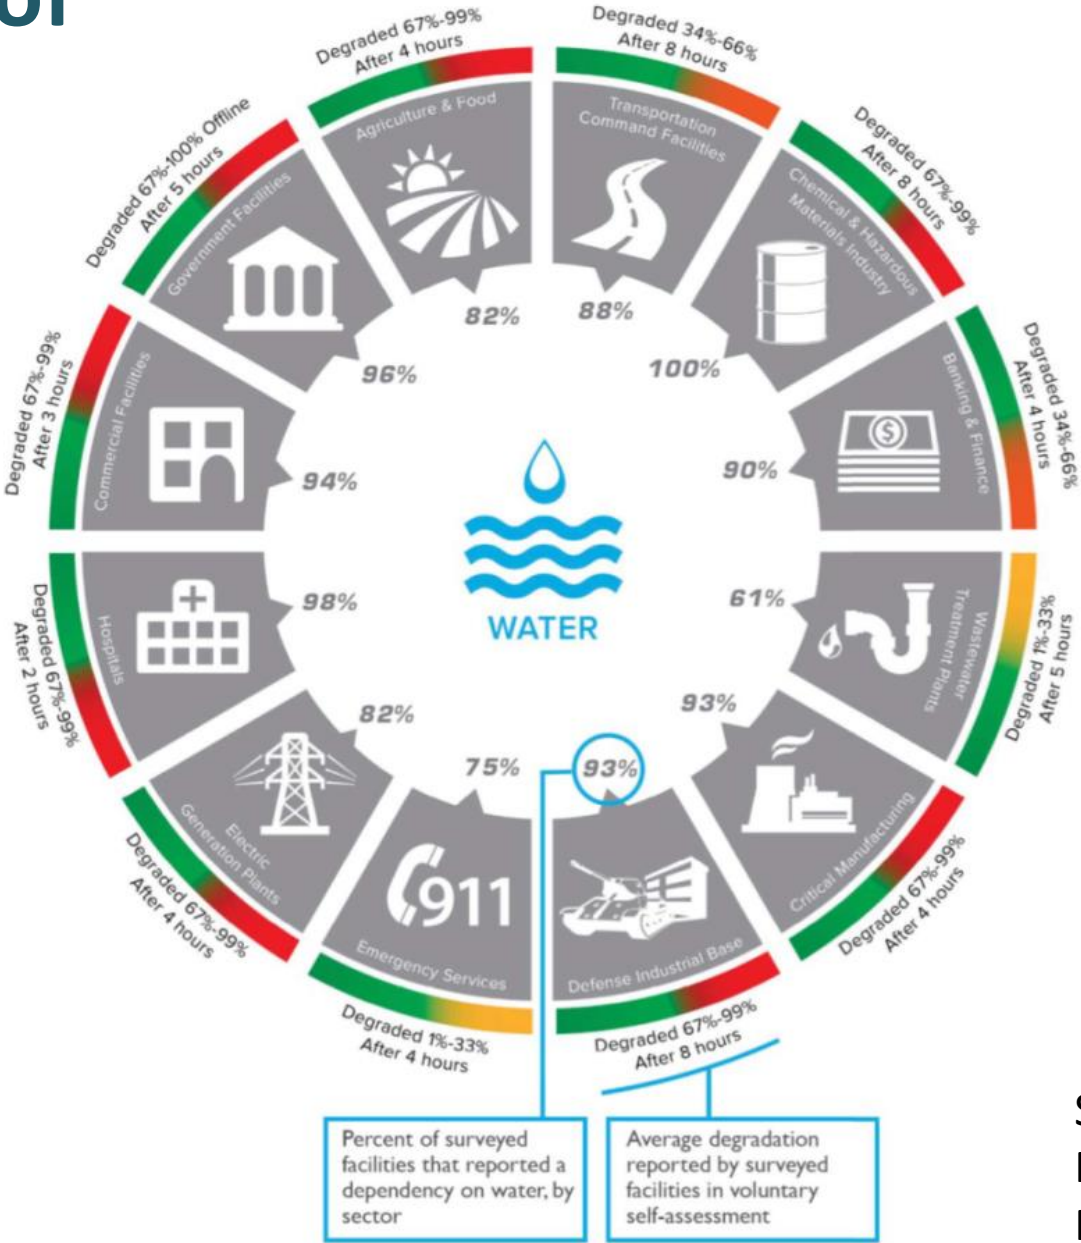 Degraded 67%-99%
After 4 hours
Agriculture & Food
82%
Degraded 34%-66%
After 8 hours
Transportation
Command Facilities
88%
Degraded 67%-99%
After 8 hours
Chemical & Hazardous
Materials Industry
100%
Degraded 34%-66%
After 4 hours
Banking & Finance
$
90%
Degraded 1%-33%
After 5 hours
Wastewater
Treatment Plants
61%
Degraded 67%-99%
After 4 hours
Critical Manufacturing
93%
Degraded 67%-99%
After 8 hours
Defense Industrial Base
93%
Degraded 1%-33%
After 4 hours
Emergency Services
911
75%
Degraded 67%-99%
After 4 hours
Electric
Generation Plants
82%
Degraded 67%-99%
After 2 hours
Hospitals
98%
Degraded 67%-99%
After 3 hours
Commercial Facilities
94%
Degraded 67%-100% Offline
After 5 hours
Government Facilities
96%
WATER
Percent of surveyed
facilities that reported a
dependency on water, by
sector
Average degradation
reported by surveyed
facilities in voluntary
self-assessment